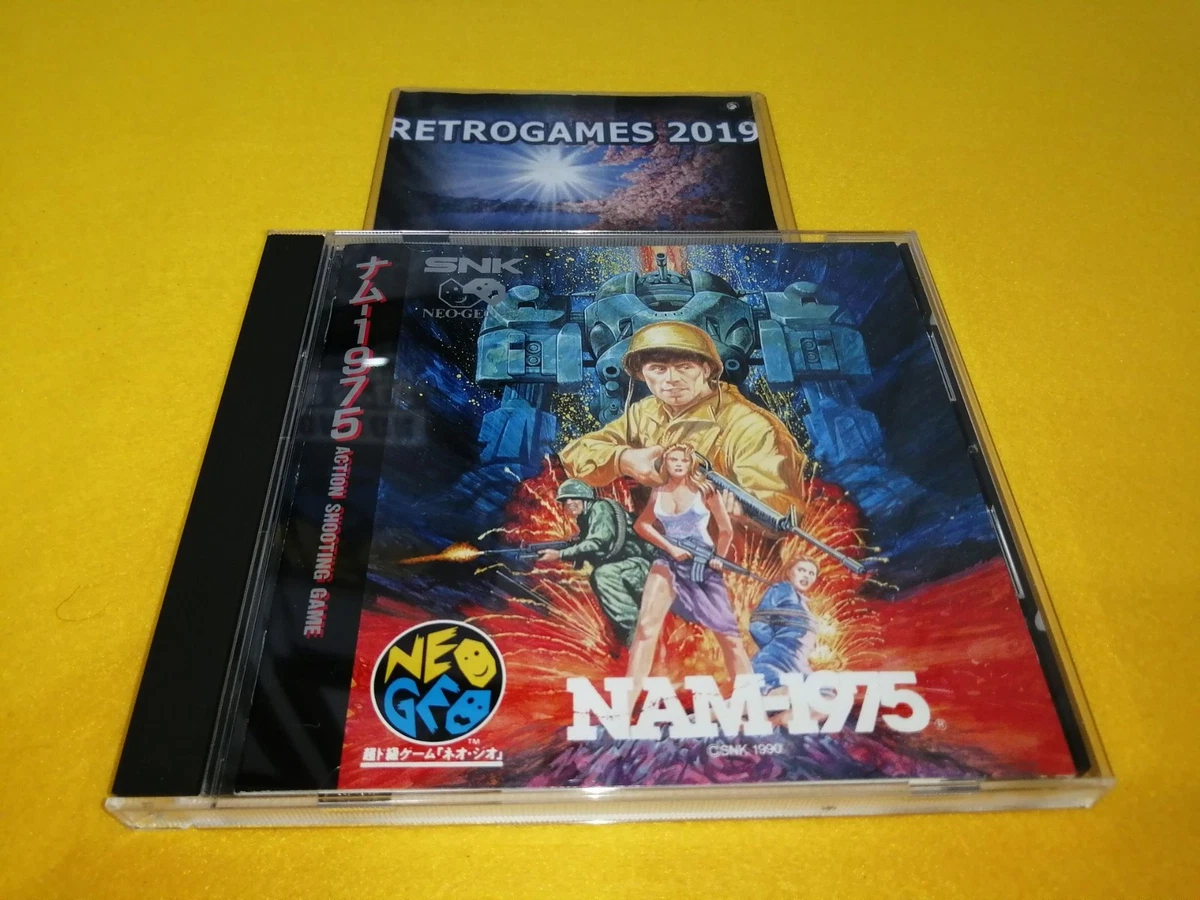 RETROGAMES 2019
SNK
NEO·GEO
ナム-1975 ACTION SHOOTING GAME
NEO
GEO
TM
超ド級ゲーム「ネオ・ジオ」
NAM-1975
©SNK 1990